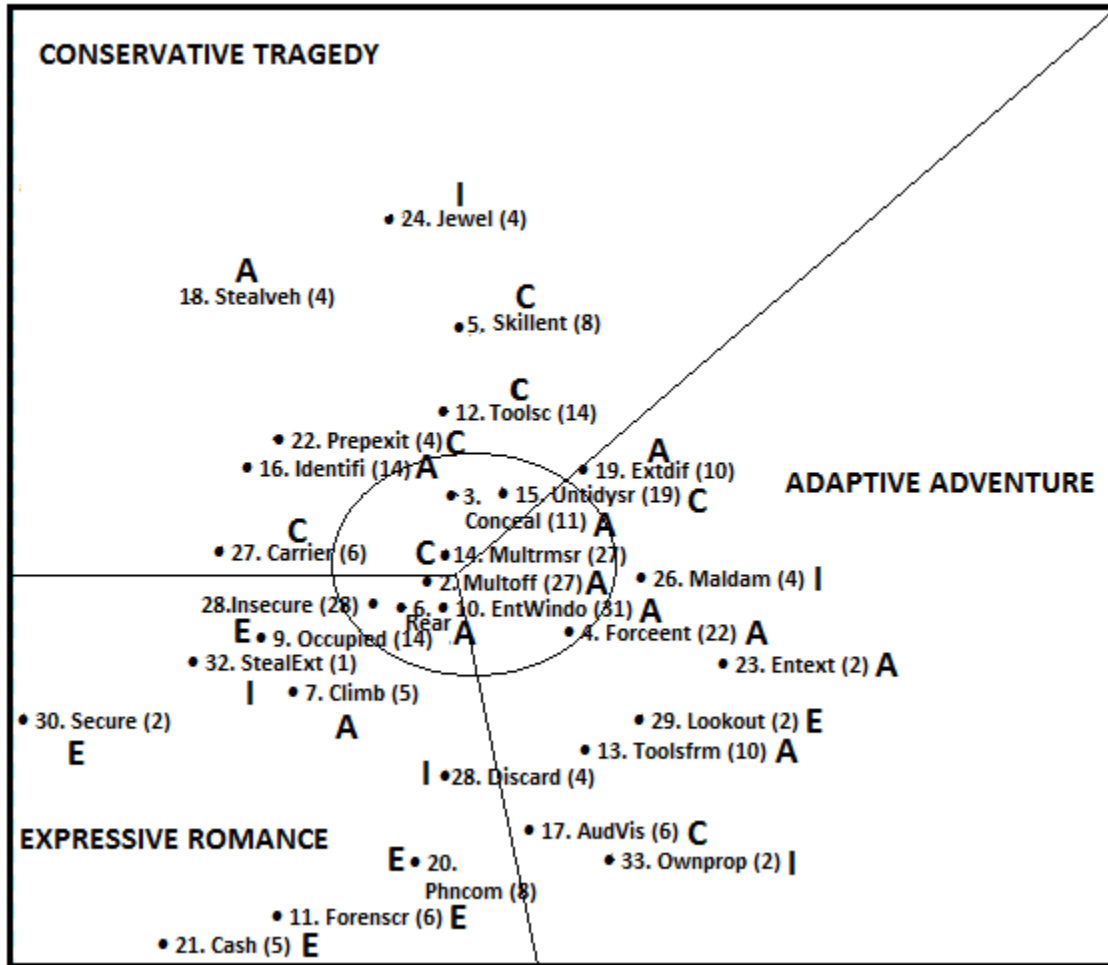 CONSERVATIVE TRAGEDY
I
24. Jewel (4)
A
18. Stealveh (4)
C
5. Skillent (8)
C
12. Toolsc (14)
22. Prepexit (4) C
A
19. Extdif (10)
16. Identifi (14) A
ADAPTIVE ADVENTURE
3.
15. Untidysr (19) C
Conceal (11) A
C
27. Carrier (6)
C 14. Multrmsr (27)
2. Multoff (27) A
26. Maldam (4) I
28.Insecure (28)
6.
Rear
A
10. EntWindo (31) A
E 9. Occupied (14)
4. Forceent (22) A
32. StealExt (1)
I
23. Entext (2) A
7. Climb (5)
A
30. Secure (2)
E
29. Lookout (2) E
13. Toolsfrm (10) A
I 28. Discard (4)
EXPRESSIVE ROMANCE
17. AudVis (6) C
E 20.
Phncom (8)
33. Ownprop (2) I
11. Forenscr (6) E
21. Cash (5) E